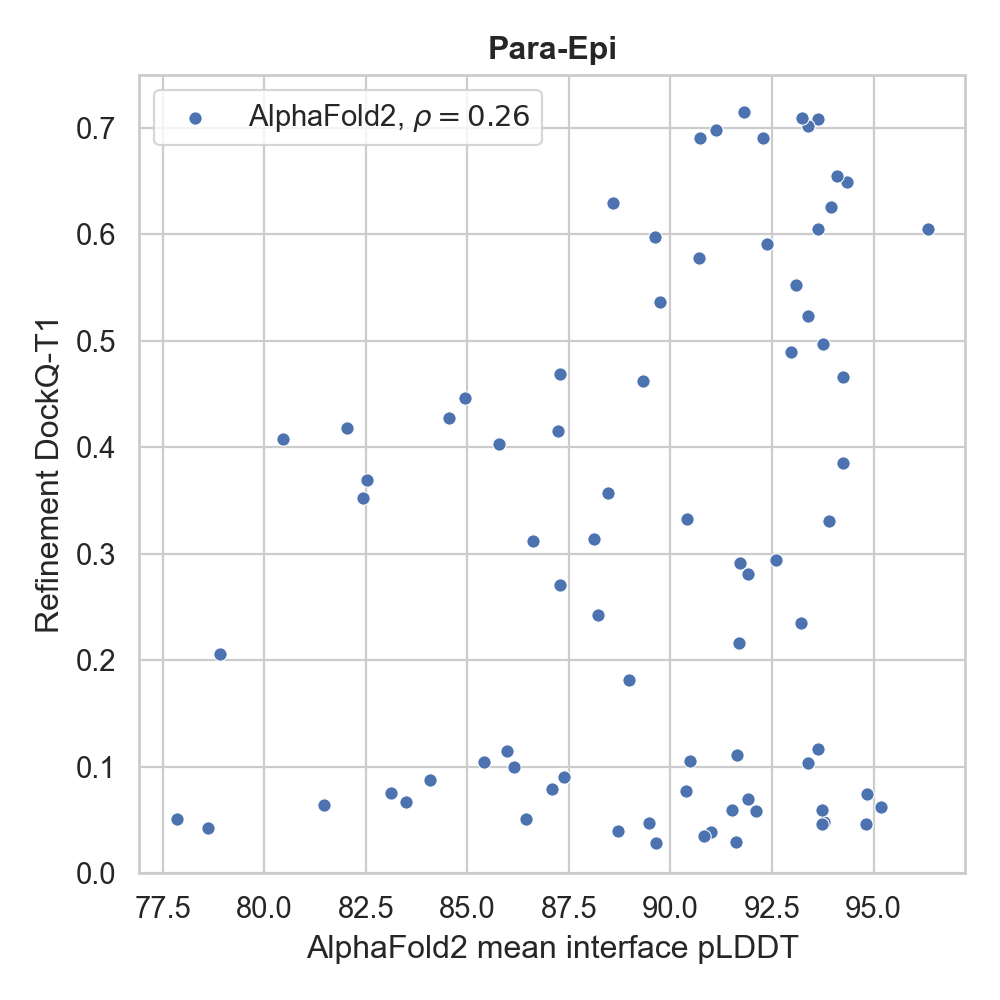 Para-Epi
AlphaFold2, ρ = 0.26
Refinement DockQ-T1
0.7
0.6
0.5
0.4
0.3
0.2
0.1
0.0
77.5 80.0 82.5 85.0 87.5 90.0 92.5 95.0
AlphaFold2 mean interface pLDDT